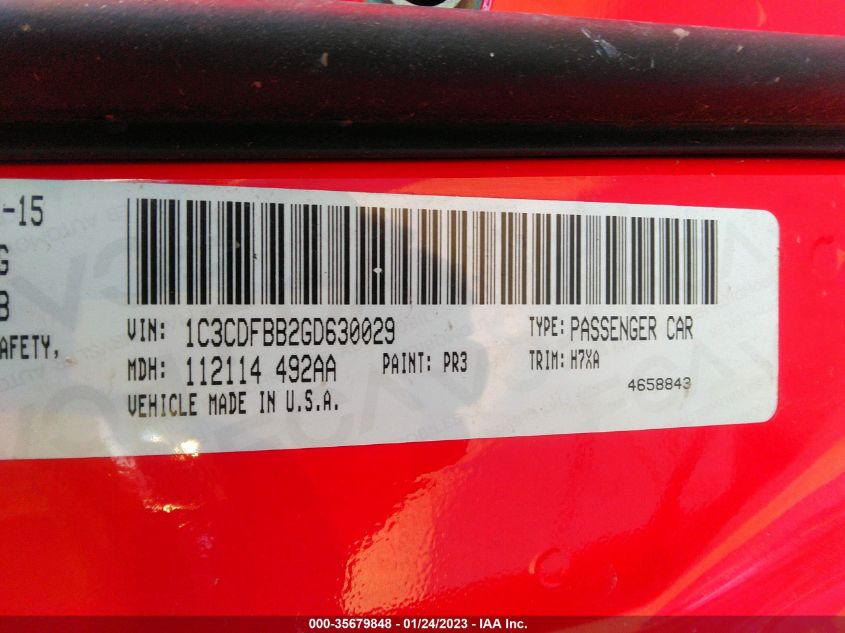 -15
G
B
AFETY,
VIN: 1C3CDFBB2GD630029 TYPE: PASSENGER CAR
MDH: 112114 492AA PAINT: PR3 TRIM: H7XA
4658843
VEHICLE MADE IN U.S.A.
000-35679848 - 01/24/2023 - IAA Inc.